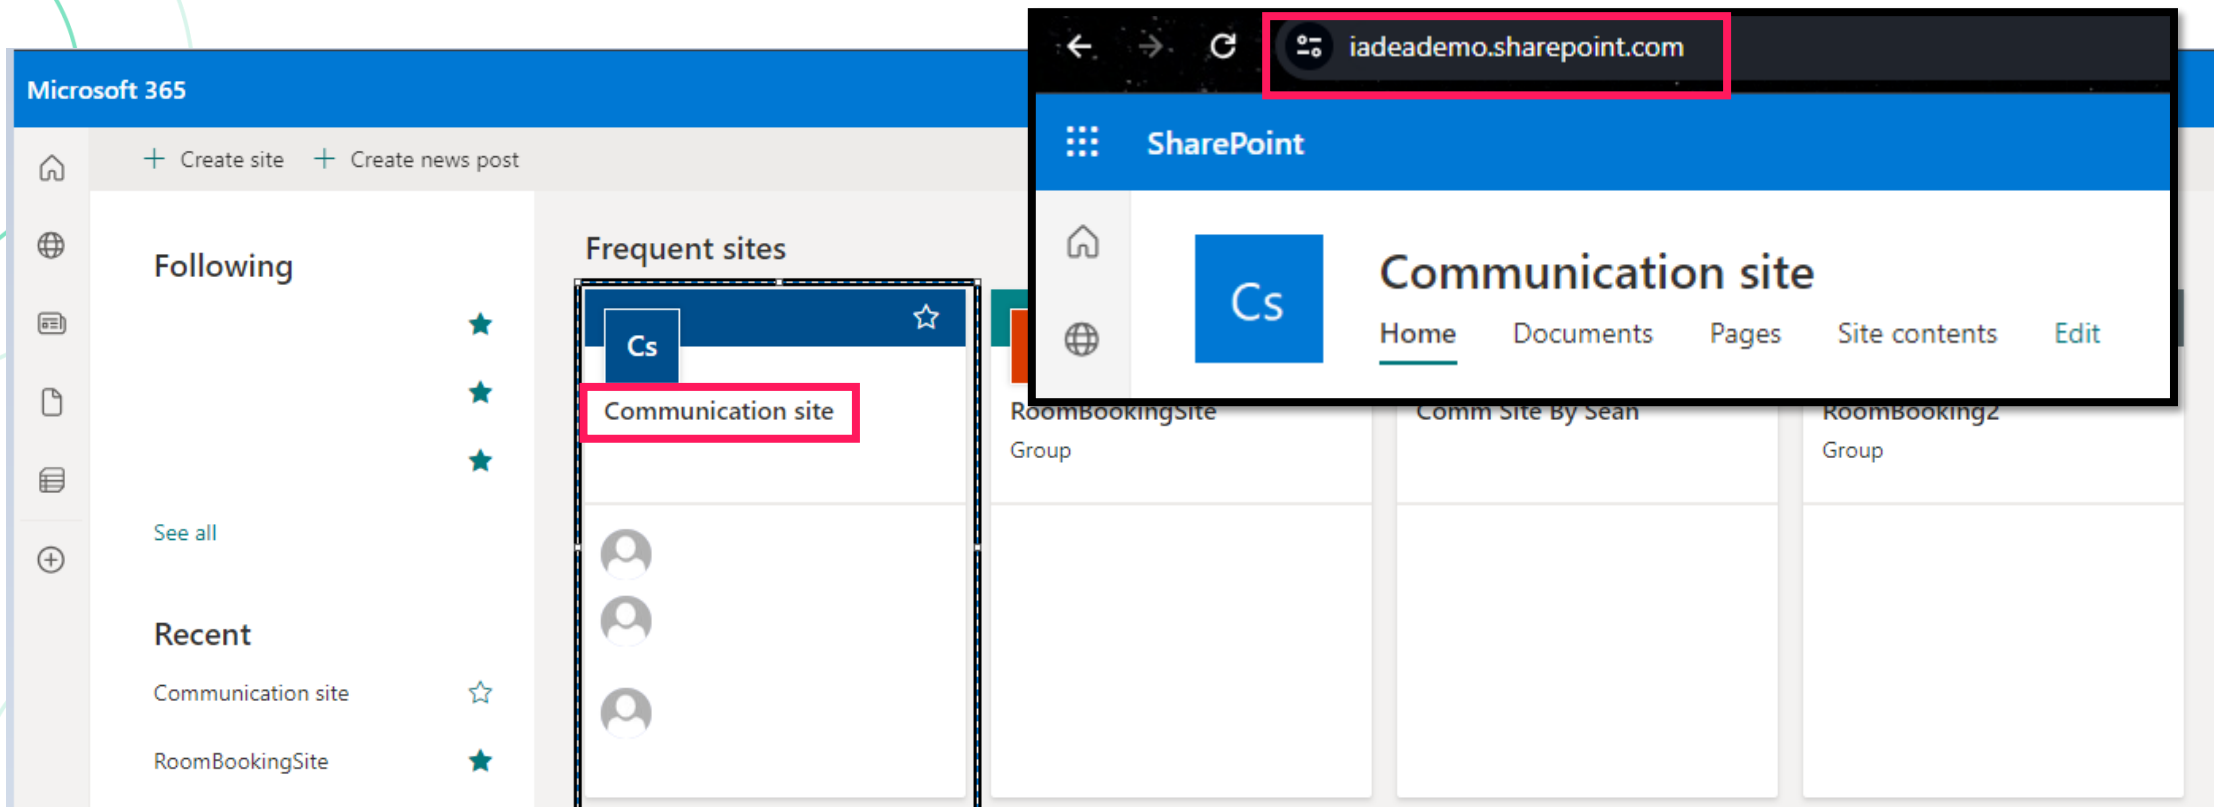 Microsoft 365
+ Create site + Create news post
Following
See all
Recent
Communication site
RoomBookingSite
Frequent sites
Cs
Communication site
RoomBookingSite
Group
Comm Site By Sean
RoomBooking2
Group
iadeademo.sharepoint.com
SharePoint
Cs
Communication site
Home Documents Pages Site contents Edit